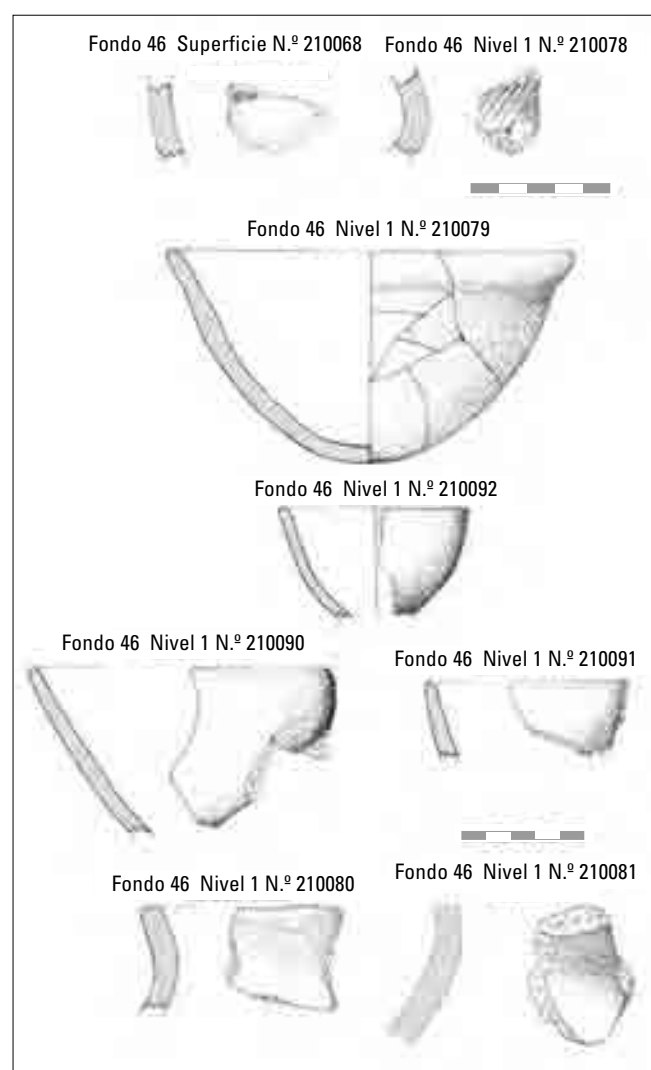 Fondo 46 Superficie N.º 210068
Fondo 46 Nivel 1 N.º 210078
Fondo 46 Nivel 1 N.º 210079
Fondo 46 Nivel 1 N.º 210092
Fondo 46 Nivel 1 N.º 210090
Fondo 46 Nivel 1 N.º 210091
Fondo 46 Nivel 1 N.º 210080
Fondo 46 Nivel 1 N.º 210081